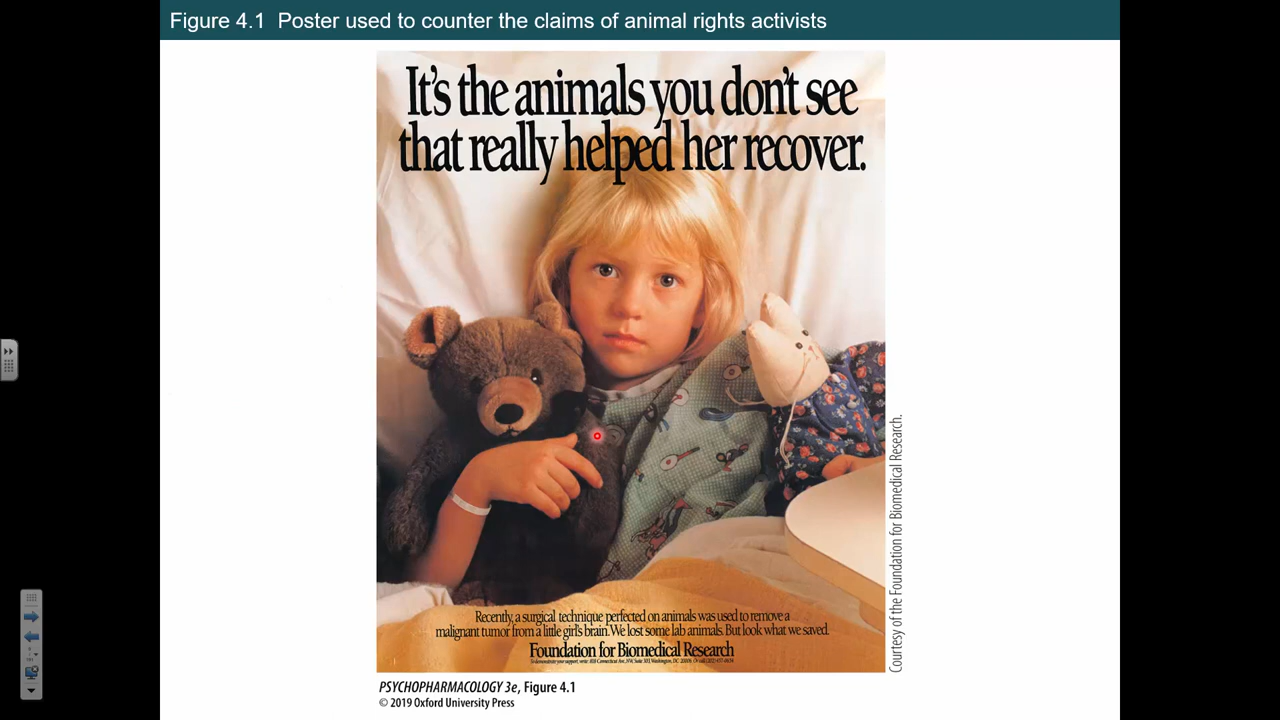 Figure 4.1 Poster used to counter the claims of animal rights activists
It's the animals you don't see
that really helped her recover.
Recently, a surgical technique perfected on animals was used to remove a
malignant tumor from a little girl's brain. We lost some lab animals. But look what we saved.
Foundation for Biomedical Research
Courtesy of the Foundation for Biomedical Research.
PSYCHOPHARMACOLOGY 3e, Figure 4.1
© 2019 Oxford University Press